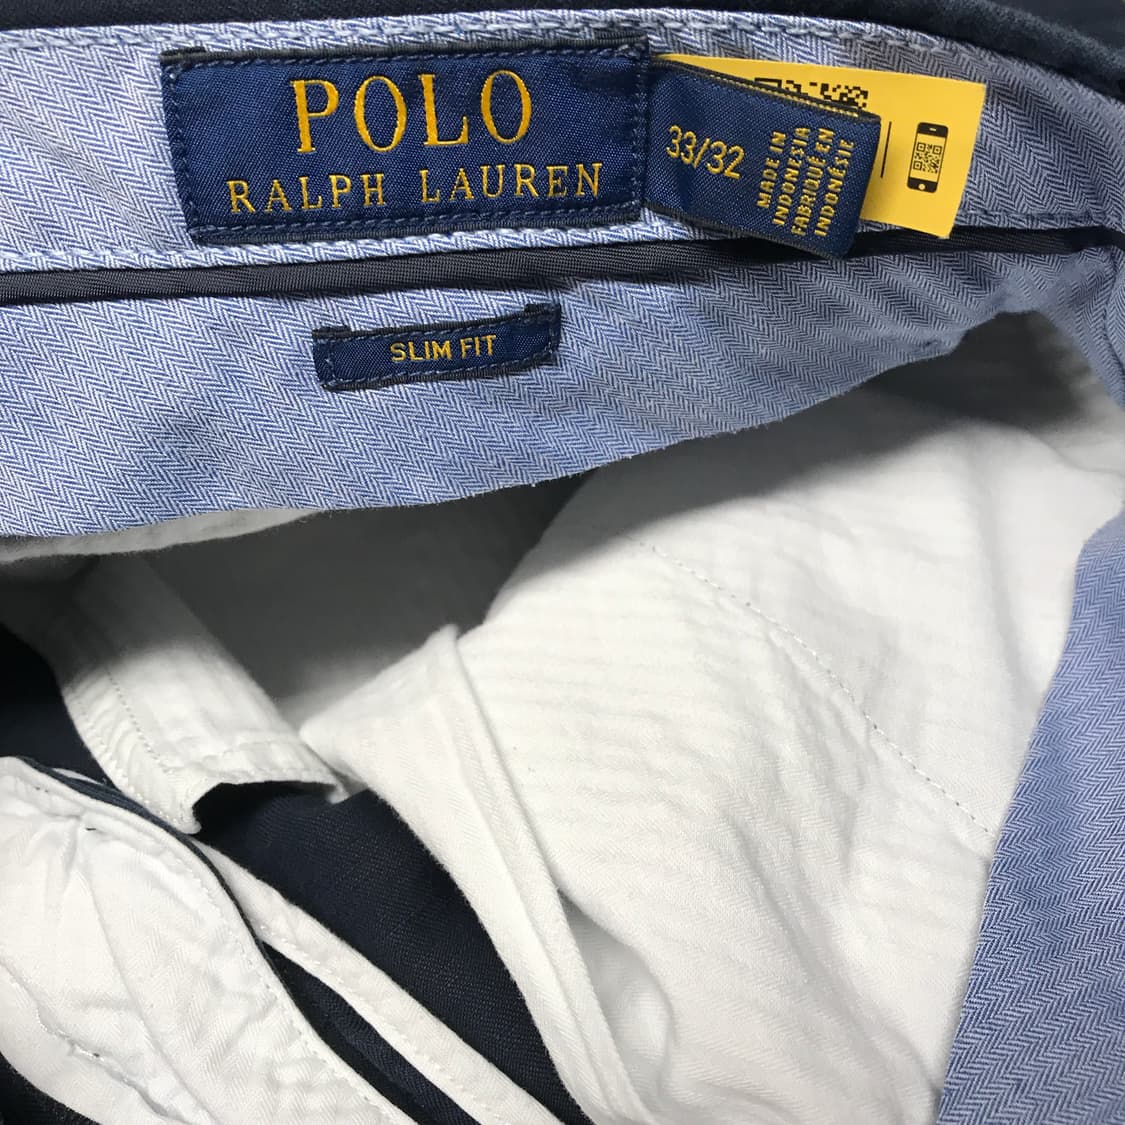 POLO
RALPH LAUREN
33/32
MADE IN
INDONESIA
FABRIQUÉ EN
INDONÉSIE
SLIM FIT